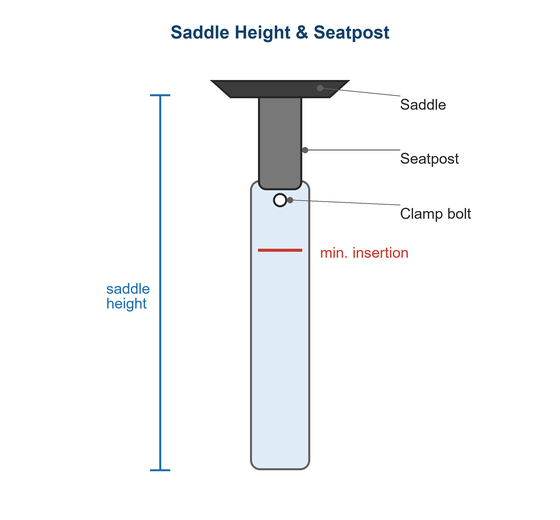 Saddle Height & Seatpost
Saddle
Seatpost
Clamp bolt
min. insertion
saddle
height